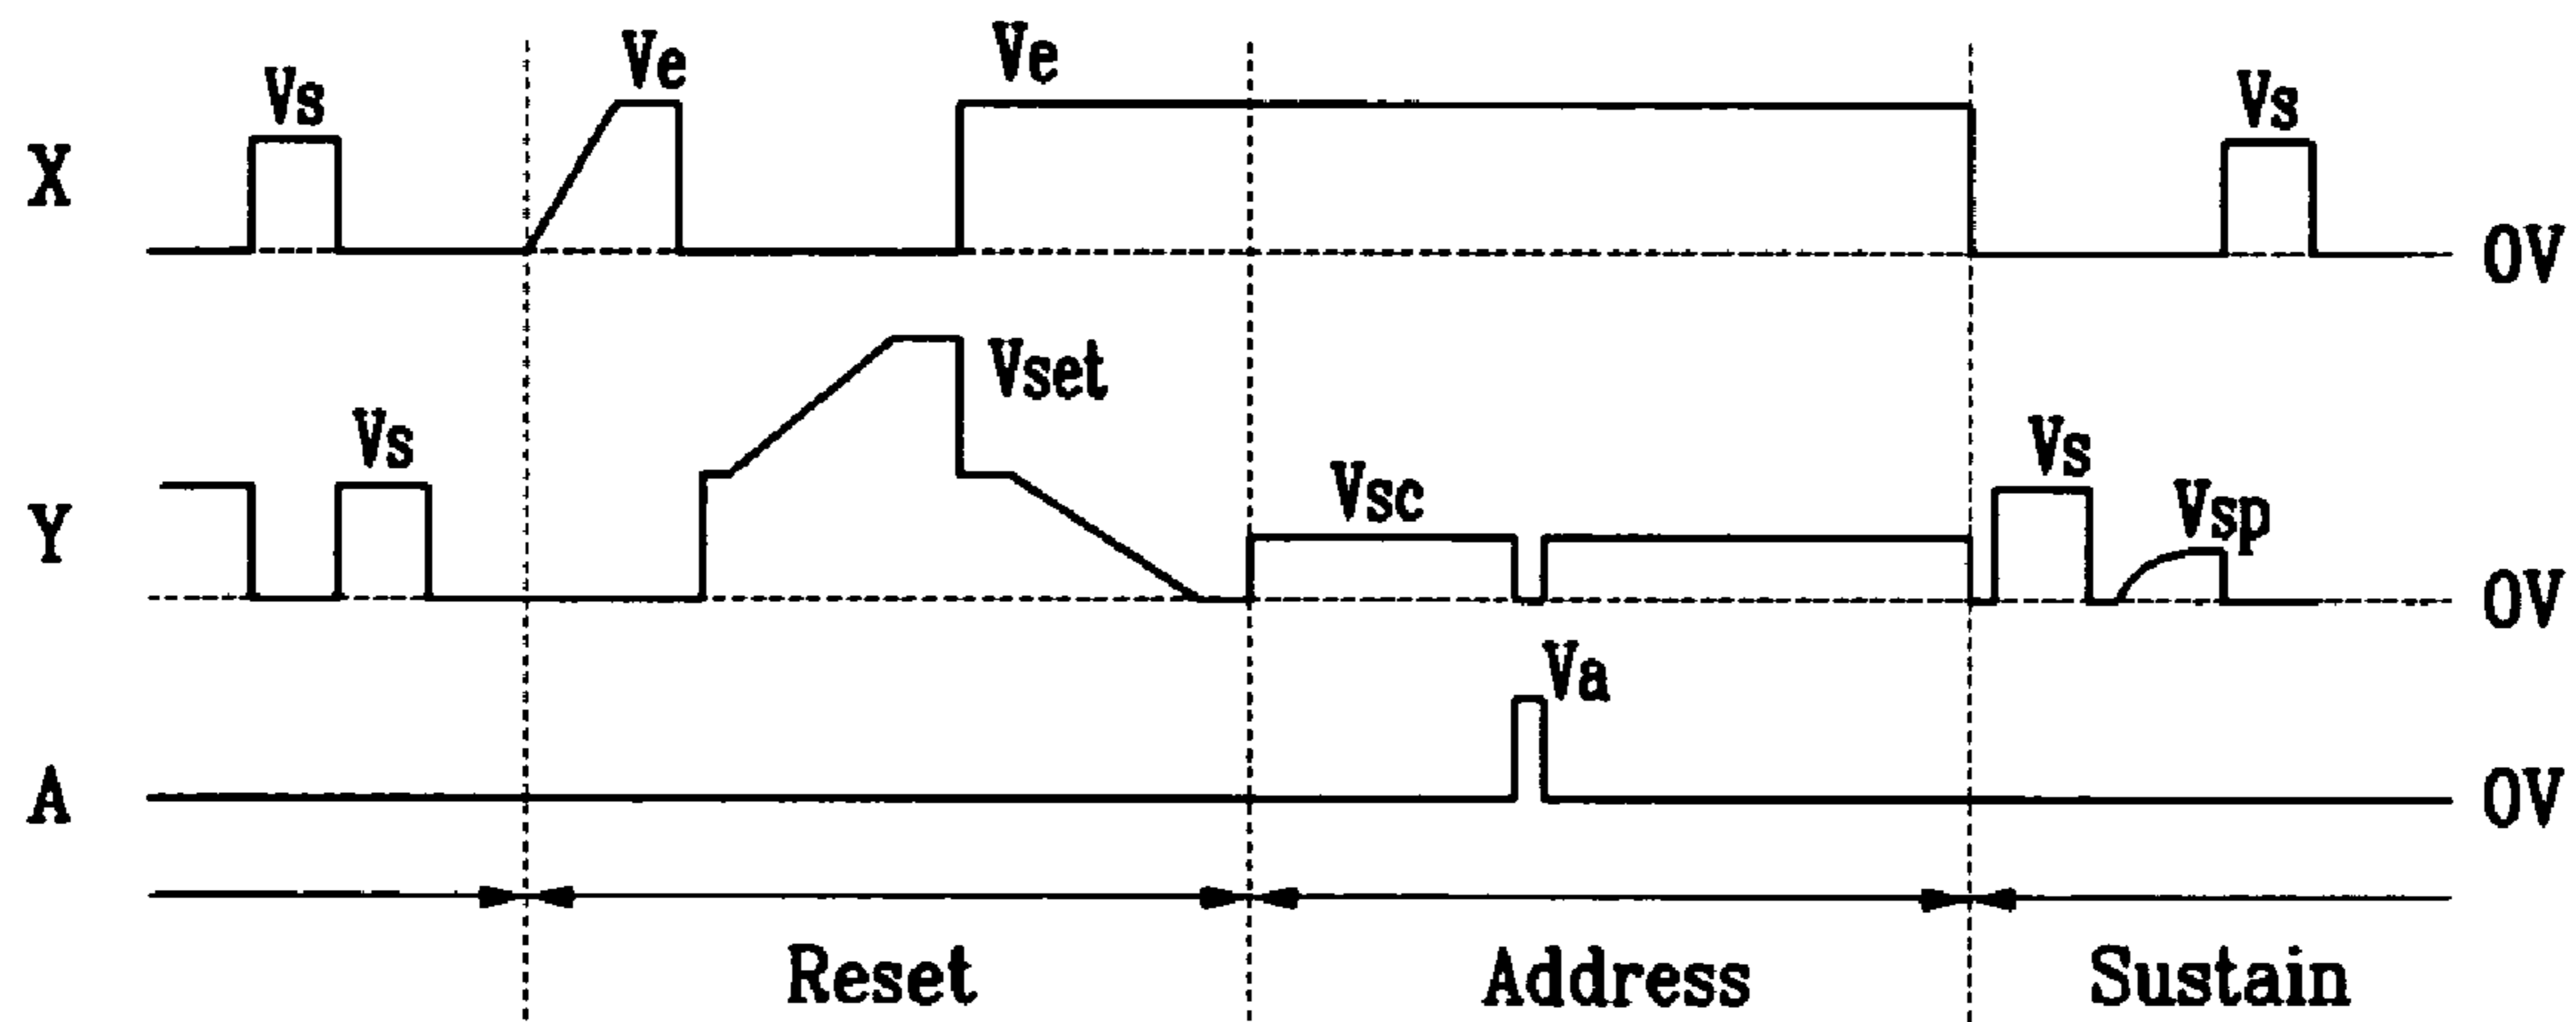 Vs Ve Ve Vs
X 0V
Vset
Vs Vs
Vsc Vsp
Y 0V
Va
A 0V
Reset Address Sustain